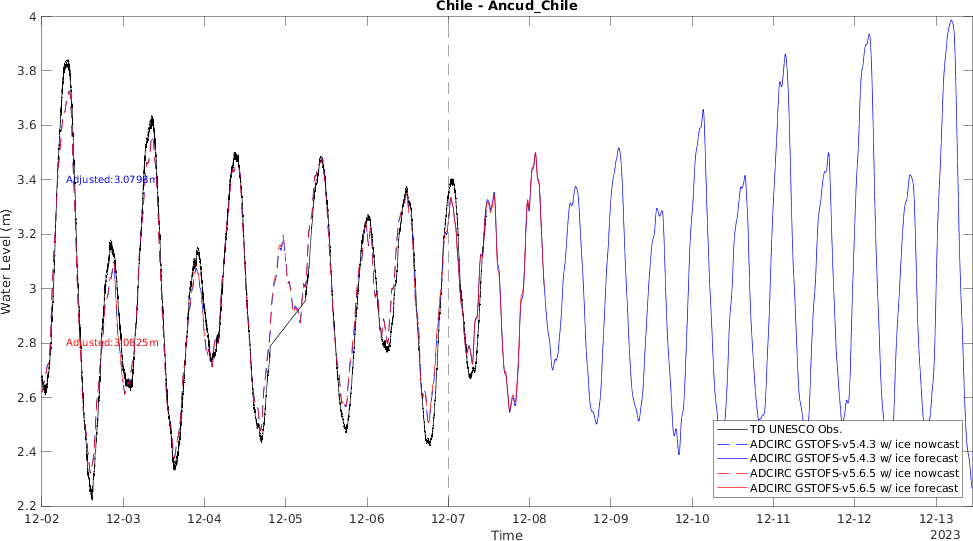 Chile - Ancud_Chile
4
3.8
3.6
3.4
3.2
3
2.8
2.6
2.4
2.2
Water Level (m)
Adjusted:3.0793m
Adjusted:3.0825m
TD UNESCO Obs.
ADCIRC GSTOFS-v5.4.3 w/ ice nowcast
ADCIRC GSTOFS-v5.4.3 w/ ice forecast
ADCIRC GSTOFS-v5.6.5 w/ ice nowcast
ADCIRC GSTOFS-v5.6.5 w/ ice forecast
12-02 12-03 12-04 12-05 12-06 12-07 12-08 12-09 12-10 12-11 12-12 12-13
Time
2023